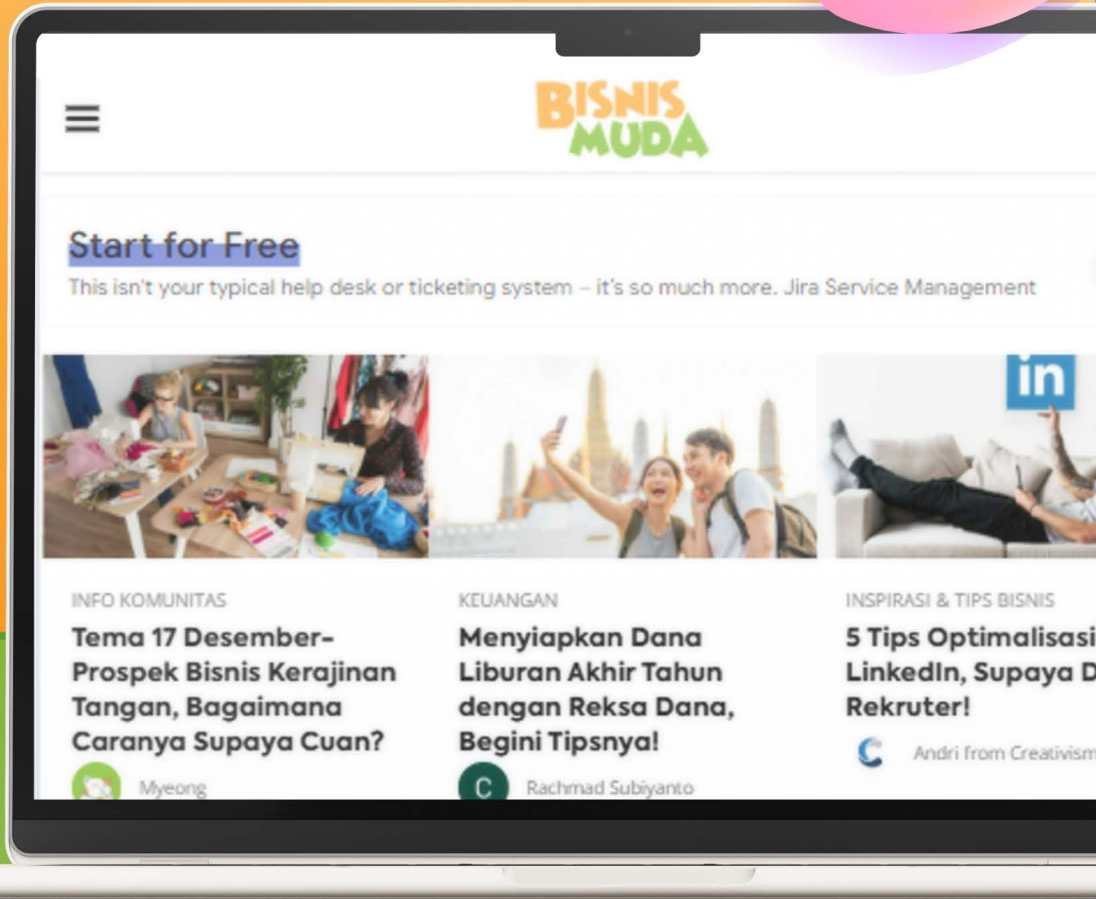 BISNIS
MUDA
Start for Free
This isn't your typical help desk or ticketing system – it's so much more. Jira Service Management
in
INFO KOMUNITAS
Tema 17 Desember-
Prospek Bisnis Kerajinan
Tangan, Bagaimana
Caranya Supaya Cuan?
Myeong
KEUANGAN
Menyiapkan Dana
Liburan Akhir Tahun
dengan Reksa Dana,
Begini Tipsnya!
C
Rachmad Subiyanto
INSPIRASI & TIPS BISNIS
5 Tips Optimalisasi
LinkedIn, Supaya D
Rekruter!
Andri from Creativism